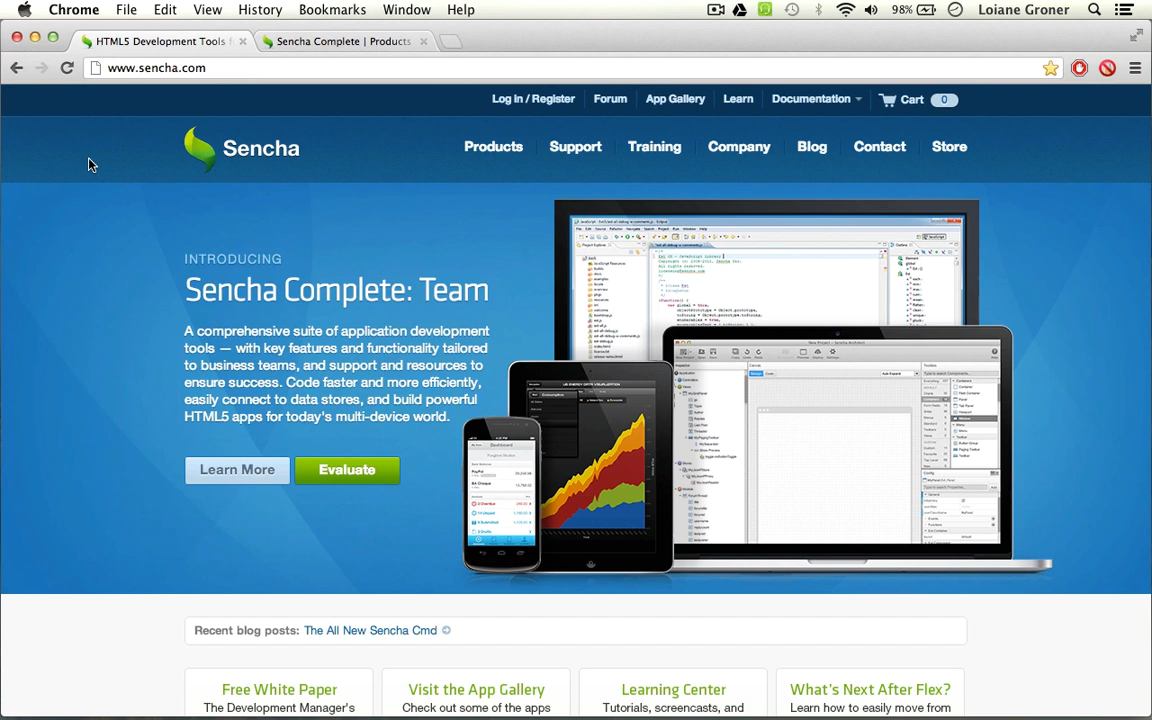 Chrome File Edit View History Bookmarks Window Help 98% Loiane Groner
HTML5 Development Tools f
Sencha Complete | Products
www.sencha.com
Log in / Register Forum App Gallery Learn Documentation Cart 0
Sencha
Products Support Training Company Blog Contact Store
INTRODUCING
Sencha Complete: Team
A comprehensive suite of application development
tools — with key features and functionality tailored
to business teams, and support and resources to
ensure success. Code faster and more efficiently,
easily connect to data stores, and build powerful
HTML5 apps for today's multi-device world.
Learn More Evaluate
US ENERGY DATA VISUALIZATION
Consumption
Dashboard
Recent blog posts: The All New Sencha Cmd
Free White Paper
The Development Manager's
Visit the App Gallery
Check out some of the apps
Learning Center
Tutorials, screencasts, and
What's Next After Flex?
Learn how to easily move from